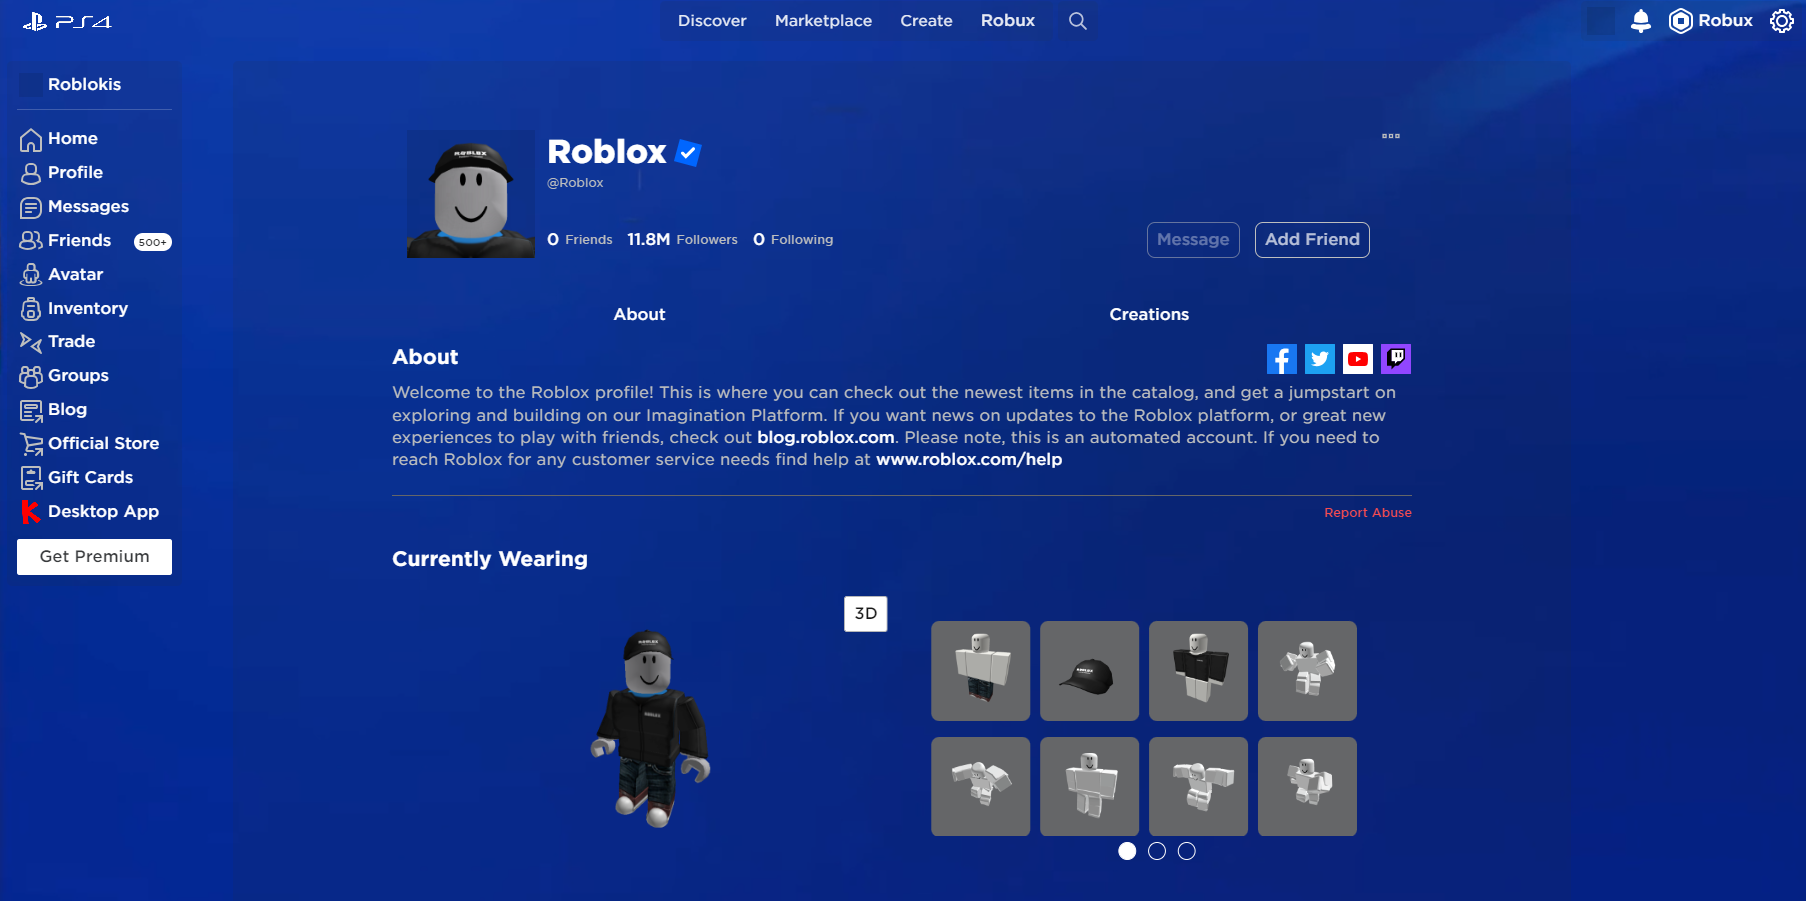 PS4
Discover Marketplace Create Robux
Robux
Roblokis
Home
Profile
Messages
Friends 500+
Avatar
Inventory
Trade
Groups
Blog
Official Store
Gift Cards
Desktop App
Get Premium
ROBLOX
Roblox
@Roblox
0 Friends 11.8M Followers 0 Following
Message Add Friend
About Creations
About
Welcome to the Roblox profile! This is where you can check out the newest items in the catalog, and get a jumpstart on
exploring and building on our Imagination Platform. If you want news on updates to the Roblox platform, or great new
experiences to play with friends, check out blog.roblox.com. Please note, this is an automated account. If you need to
reach Roblox for any customer service needs find help at www.roblox.com/help
Report Abuse
Currently Wearing
3D
ROBLOX
ROBLOX
ROBLOX